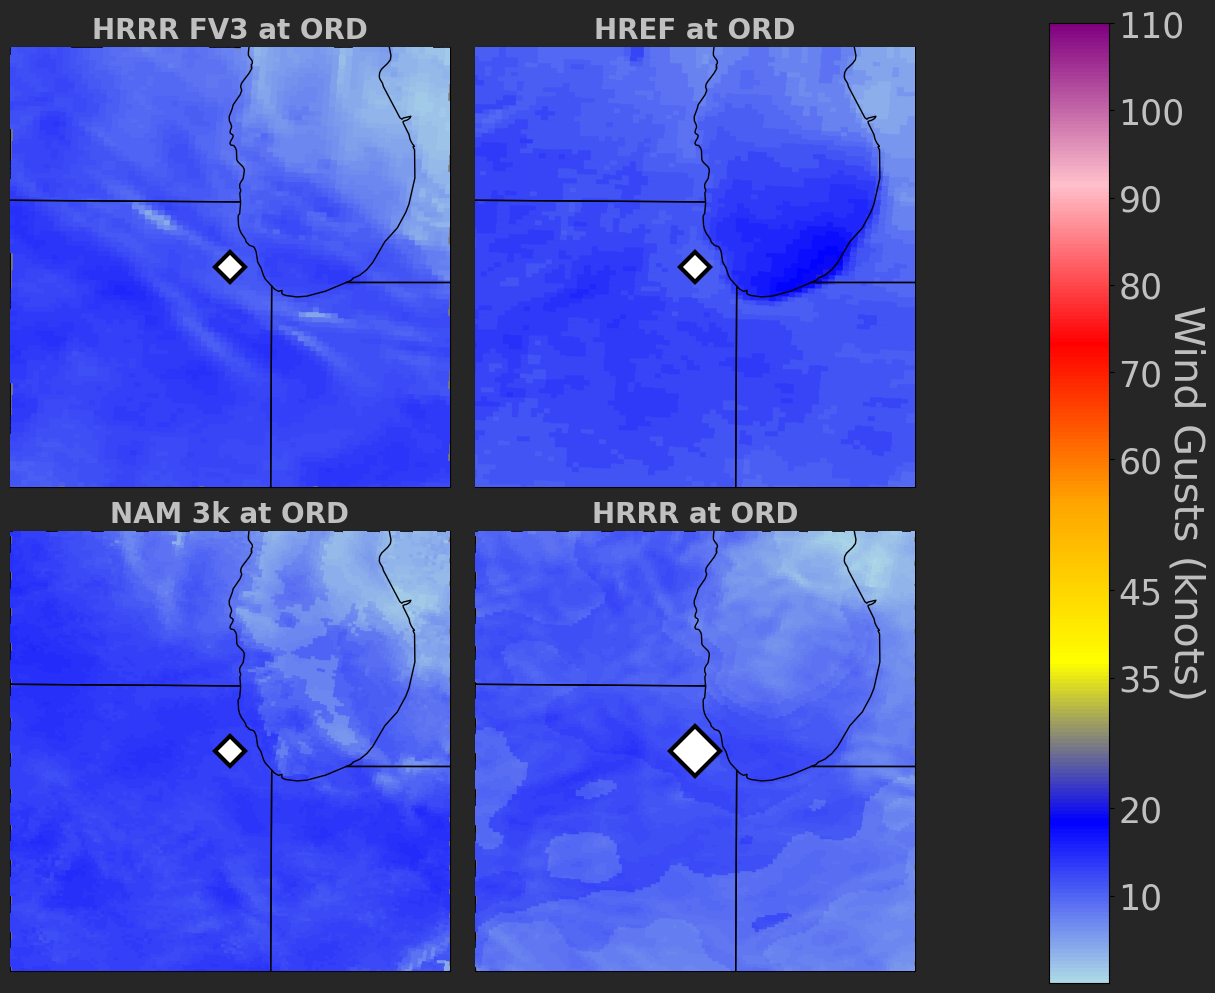 HRRR FV3 at ORD
HREF at ORD
NAM 3k at ORD
HRRR at ORD
110
100
90
80
70
60
45
35
20
10
Wind Gusts (knots)